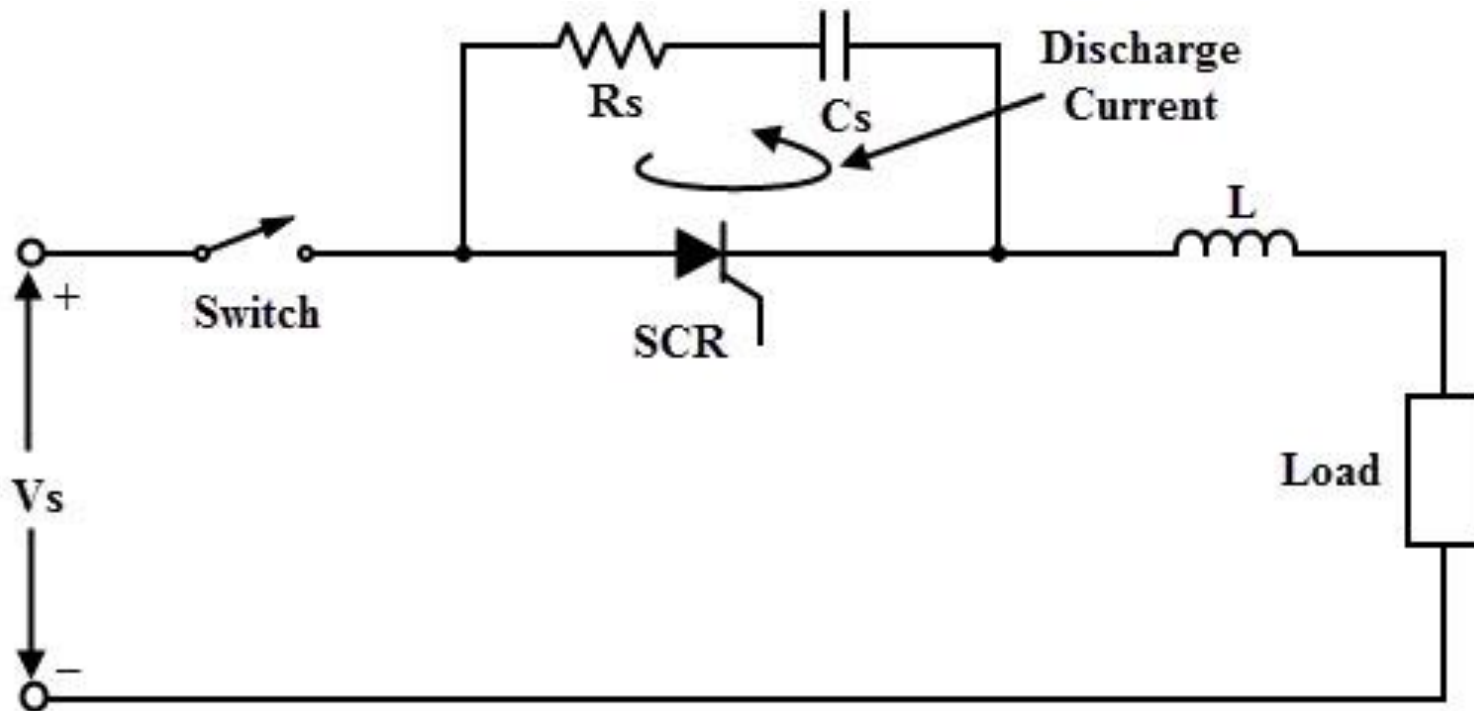 Discharge
Current
Rs
Cs
L
+
Switch
SCR
Load
Vs
−